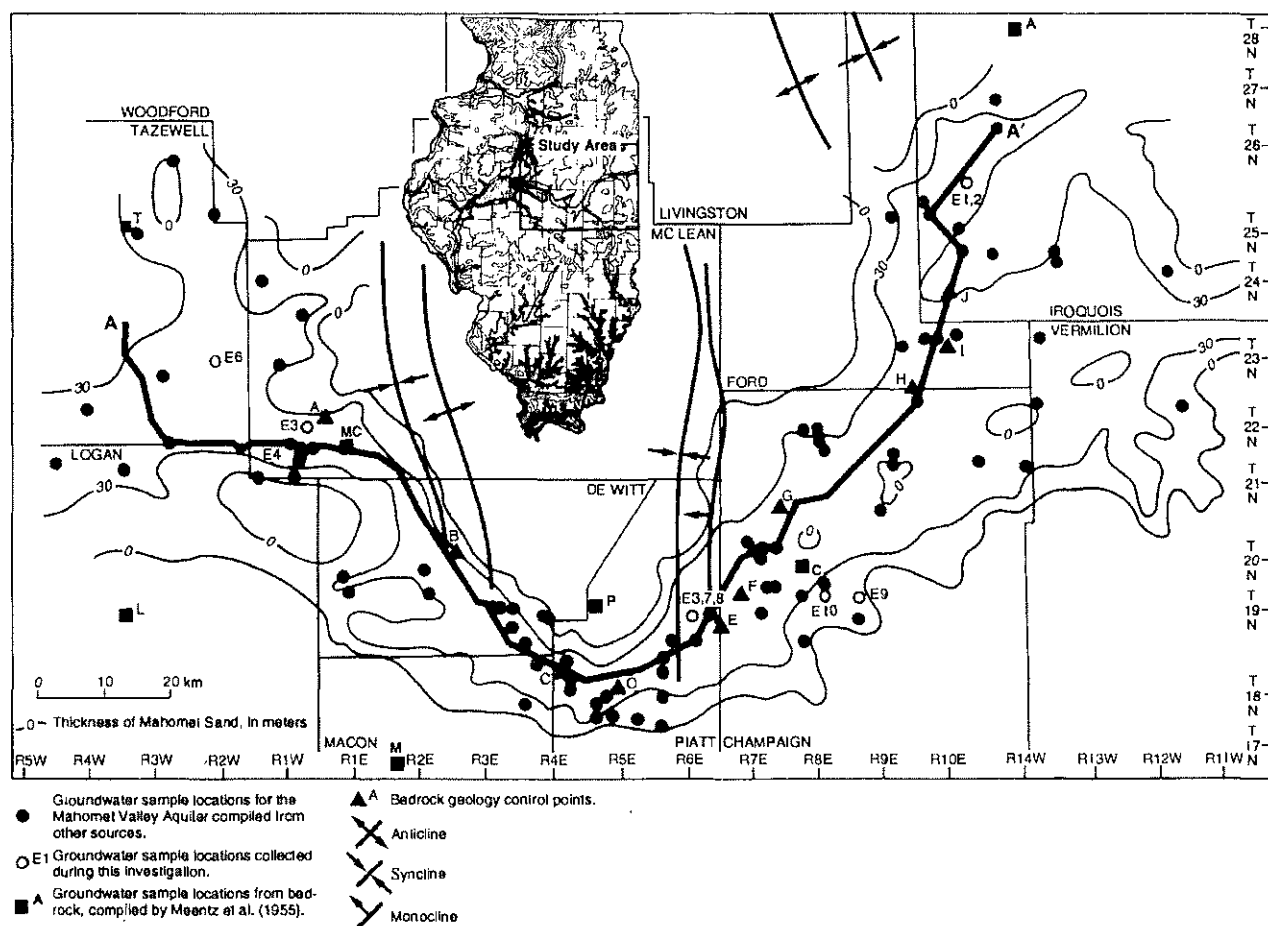 A
T 28 N
T 27 N
WOODFORD
TAZEWELL
A'
T 26 N
Study Area
0
30
E1,2
T
LIVINGSTON
MC LEAN
T 25 N
T 24 N
J
A
IROQUOIS
VERMILION
E6
I
T 23 N
FORD
H
A
E3
MC
T 22 N
LOGAN
E4
DE WITT
T 21 N
G
B
C
T 20 N
L
P
E3,7,8
F
E10
E9
T 19 N
E
0 10 20 km
C
O
T 18 N
—0— Thickness of Mahomet Sand, in meters
MACON
M
PIATT
CHAMPAIGN
T 17 N
R5W R4W R3W R2W R1W R1E R2E R3E R4E R5E R6E R7E R8E R9E R10E R14W R13W R12W R11W
Groundwater sample locations for the
Mahomet Valley Aquifer compiled from
other sources.
E1 Groundwater sample locations collected
during this investigation.
A Groundwater sample locations from bed-
rock, compiled by Meentz et al. (1955).
A Bedrock geology control points.
Anticline
Syncline
Monocline